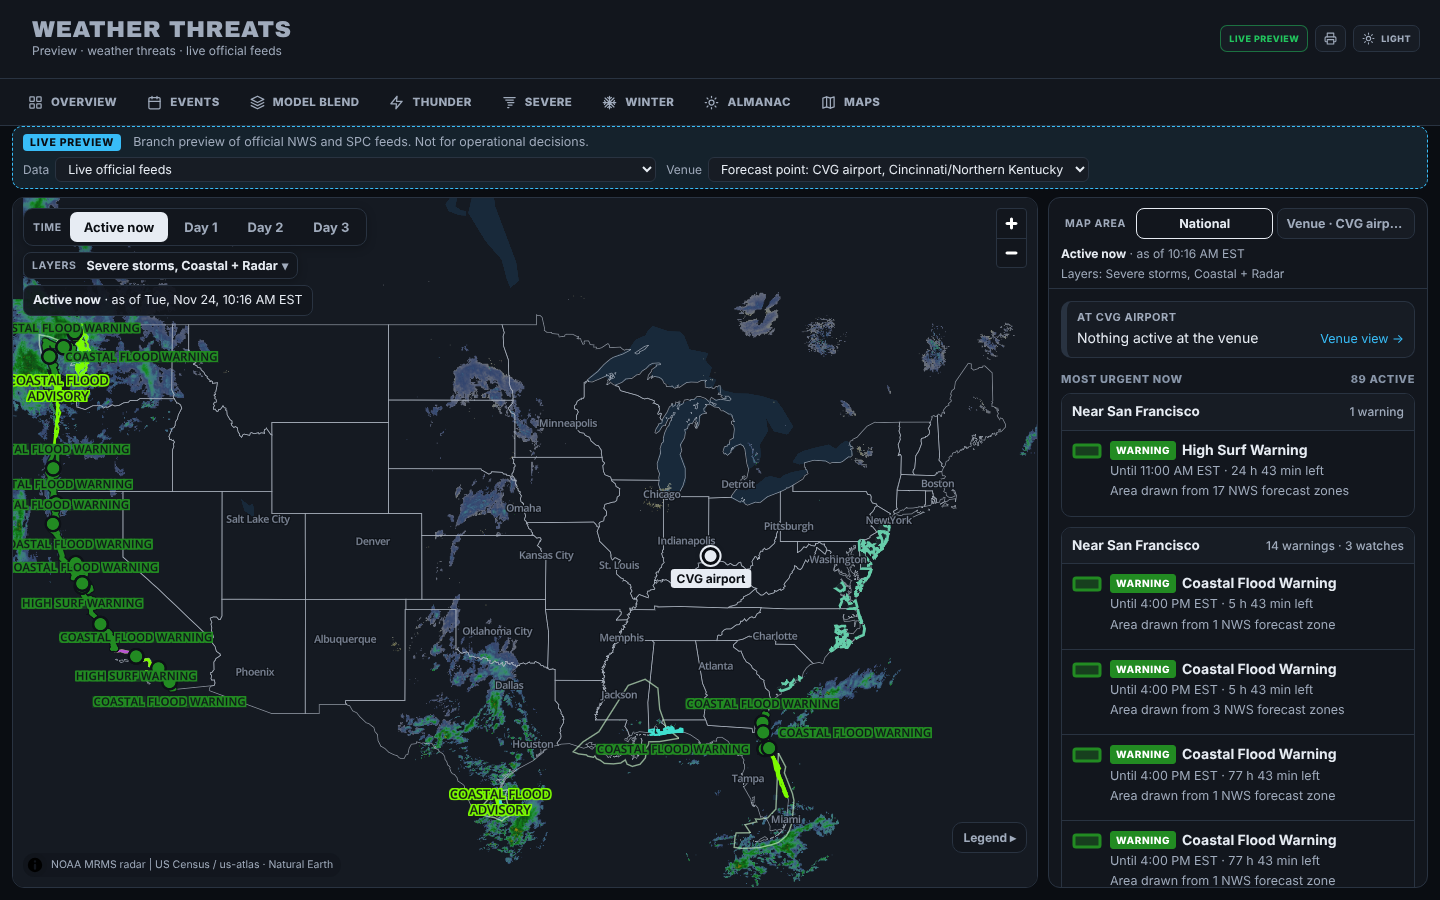 WEATHER THREATS
Preview · weather threats · live official feeds
LIVE PREVIEW
LIGHT
OVERVIEW
EVENTS
MODEL BLEND
THUNDER
SEVERE
WINTER
ALMANAC
MAPS
LIVE PREVIEW Branch preview of official NWS and SPC feeds. Not for operational decisions.
Data Live official feeds Venue Forecast point: CVG airport, Cincinnati/Northern Kentucky
TIME Active now Day 1 Day 2 Day 3
LAYERS Severe storms, Coastal + Radar ▾
Active now · as of Tue, Nov 24, 10:16 AM EST
+
−
STAL FLOOD WARNING
COASTAL FLOOD WARNING
COASTAL FLOOD
ADVISORY
AL FLOOD WARNING
TAL FLOOD WARNING
AL FLOOD WARNING
OASTAL FLOOD WARNING
OASTAL FLOOD WARNING
HIGH SURF WARNING
COASTAL FLOOD WARNING
HIGH SURF WARNING
COASTAL FLOOD WARNING
Minneapolis
Chicago
Detroit
Boston
Salt Lake City
Omaha
Pittsburgh
New York
Denver
Indianapolis
Kansas City
St. Louis
Washington
CVG airport
Albuquerque
Oklahoma City
Memphis
Charlotte
Phoenix
Atlanta
Dallas
Jackson
COASTAL FLOOD WARNING
COASTAL FLOOD WARNING
Houston
COASTAL FLOOD WARNING
Tampa
COASTAL FLOOD
ADVISORY
Miami
Legend ▸
NOAA MRMS radar | US Census / us-atlas · Natural Earth
MAP AREA National Venue · CVG airp...
Active now · as of 10:16 AM EST
Layers: Severe storms, Coastal + Radar
AT CVG AIRPORT
Nothing active at the venue Venue view →
MOST URGENT NOW 89 ACTIVE
Near San Francisco 1 warning
WARNING High Surf Warning
Until 11:00 AM EST · 24 h 43 min left
Area drawn from 17 NWS forecast zones
Near San Francisco 14 warnings · 3 watches
WARNING Coastal Flood Warning
Until 4:00 PM EST · 5 h 43 min left
Area drawn from 1 NWS forecast zone
WARNING Coastal Flood Warning
Until 4:00 PM EST · 5 h 43 min left
Area drawn from 3 NWS forecast zones
WARNING Coastal Flood Warning
Until 4:00 PM EST · 77 h 43 min left
Area drawn from 1 NWS forecast zone
WARNING Coastal Flood Warning
Until 4:00 PM EST · 77 h 43 min left
Area drawn from 1 NWS forecast zone